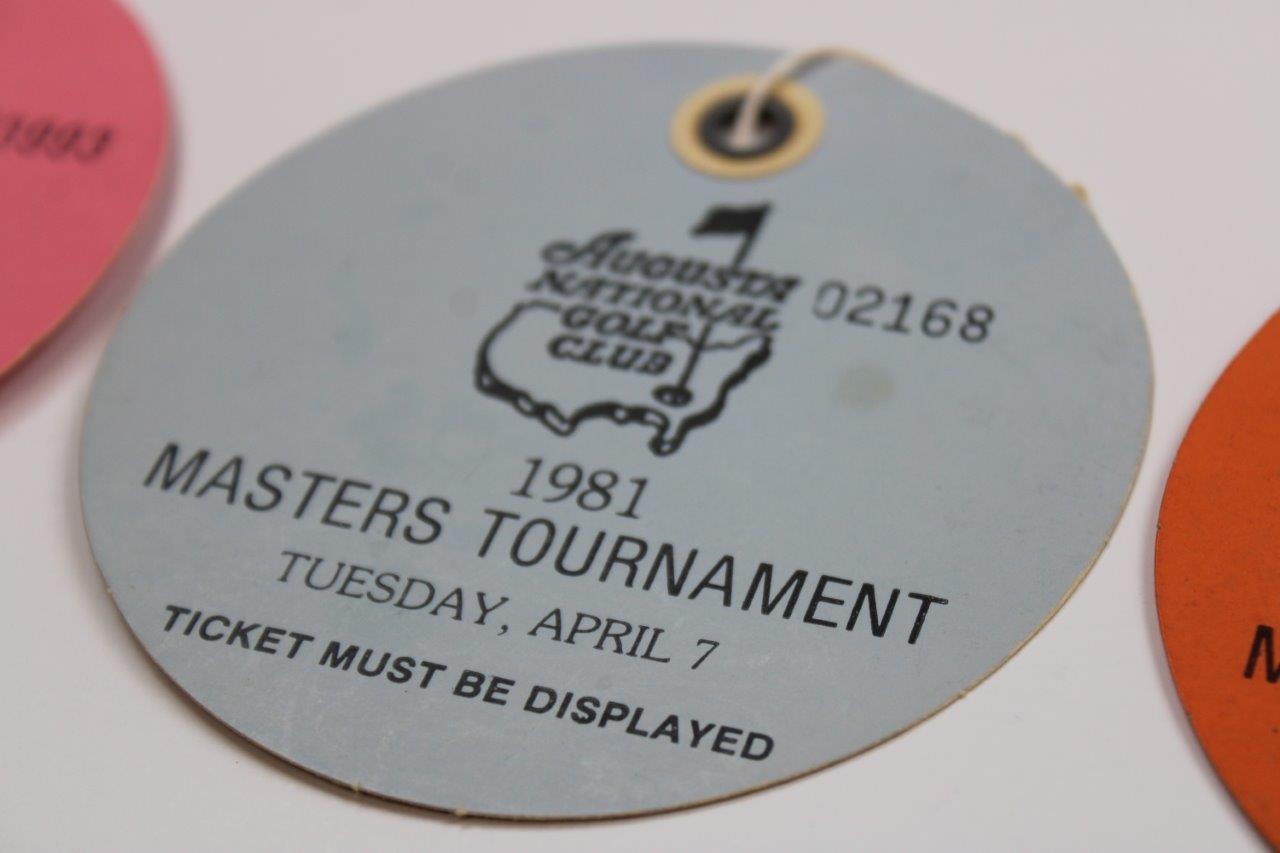 AUGUSTA
NATIONAL
GOLF
CLUB
02168
1981
MASTERS TOURNAMENT
TUESDAY, APRIL 7
TICKET MUST BE DISPLAYED